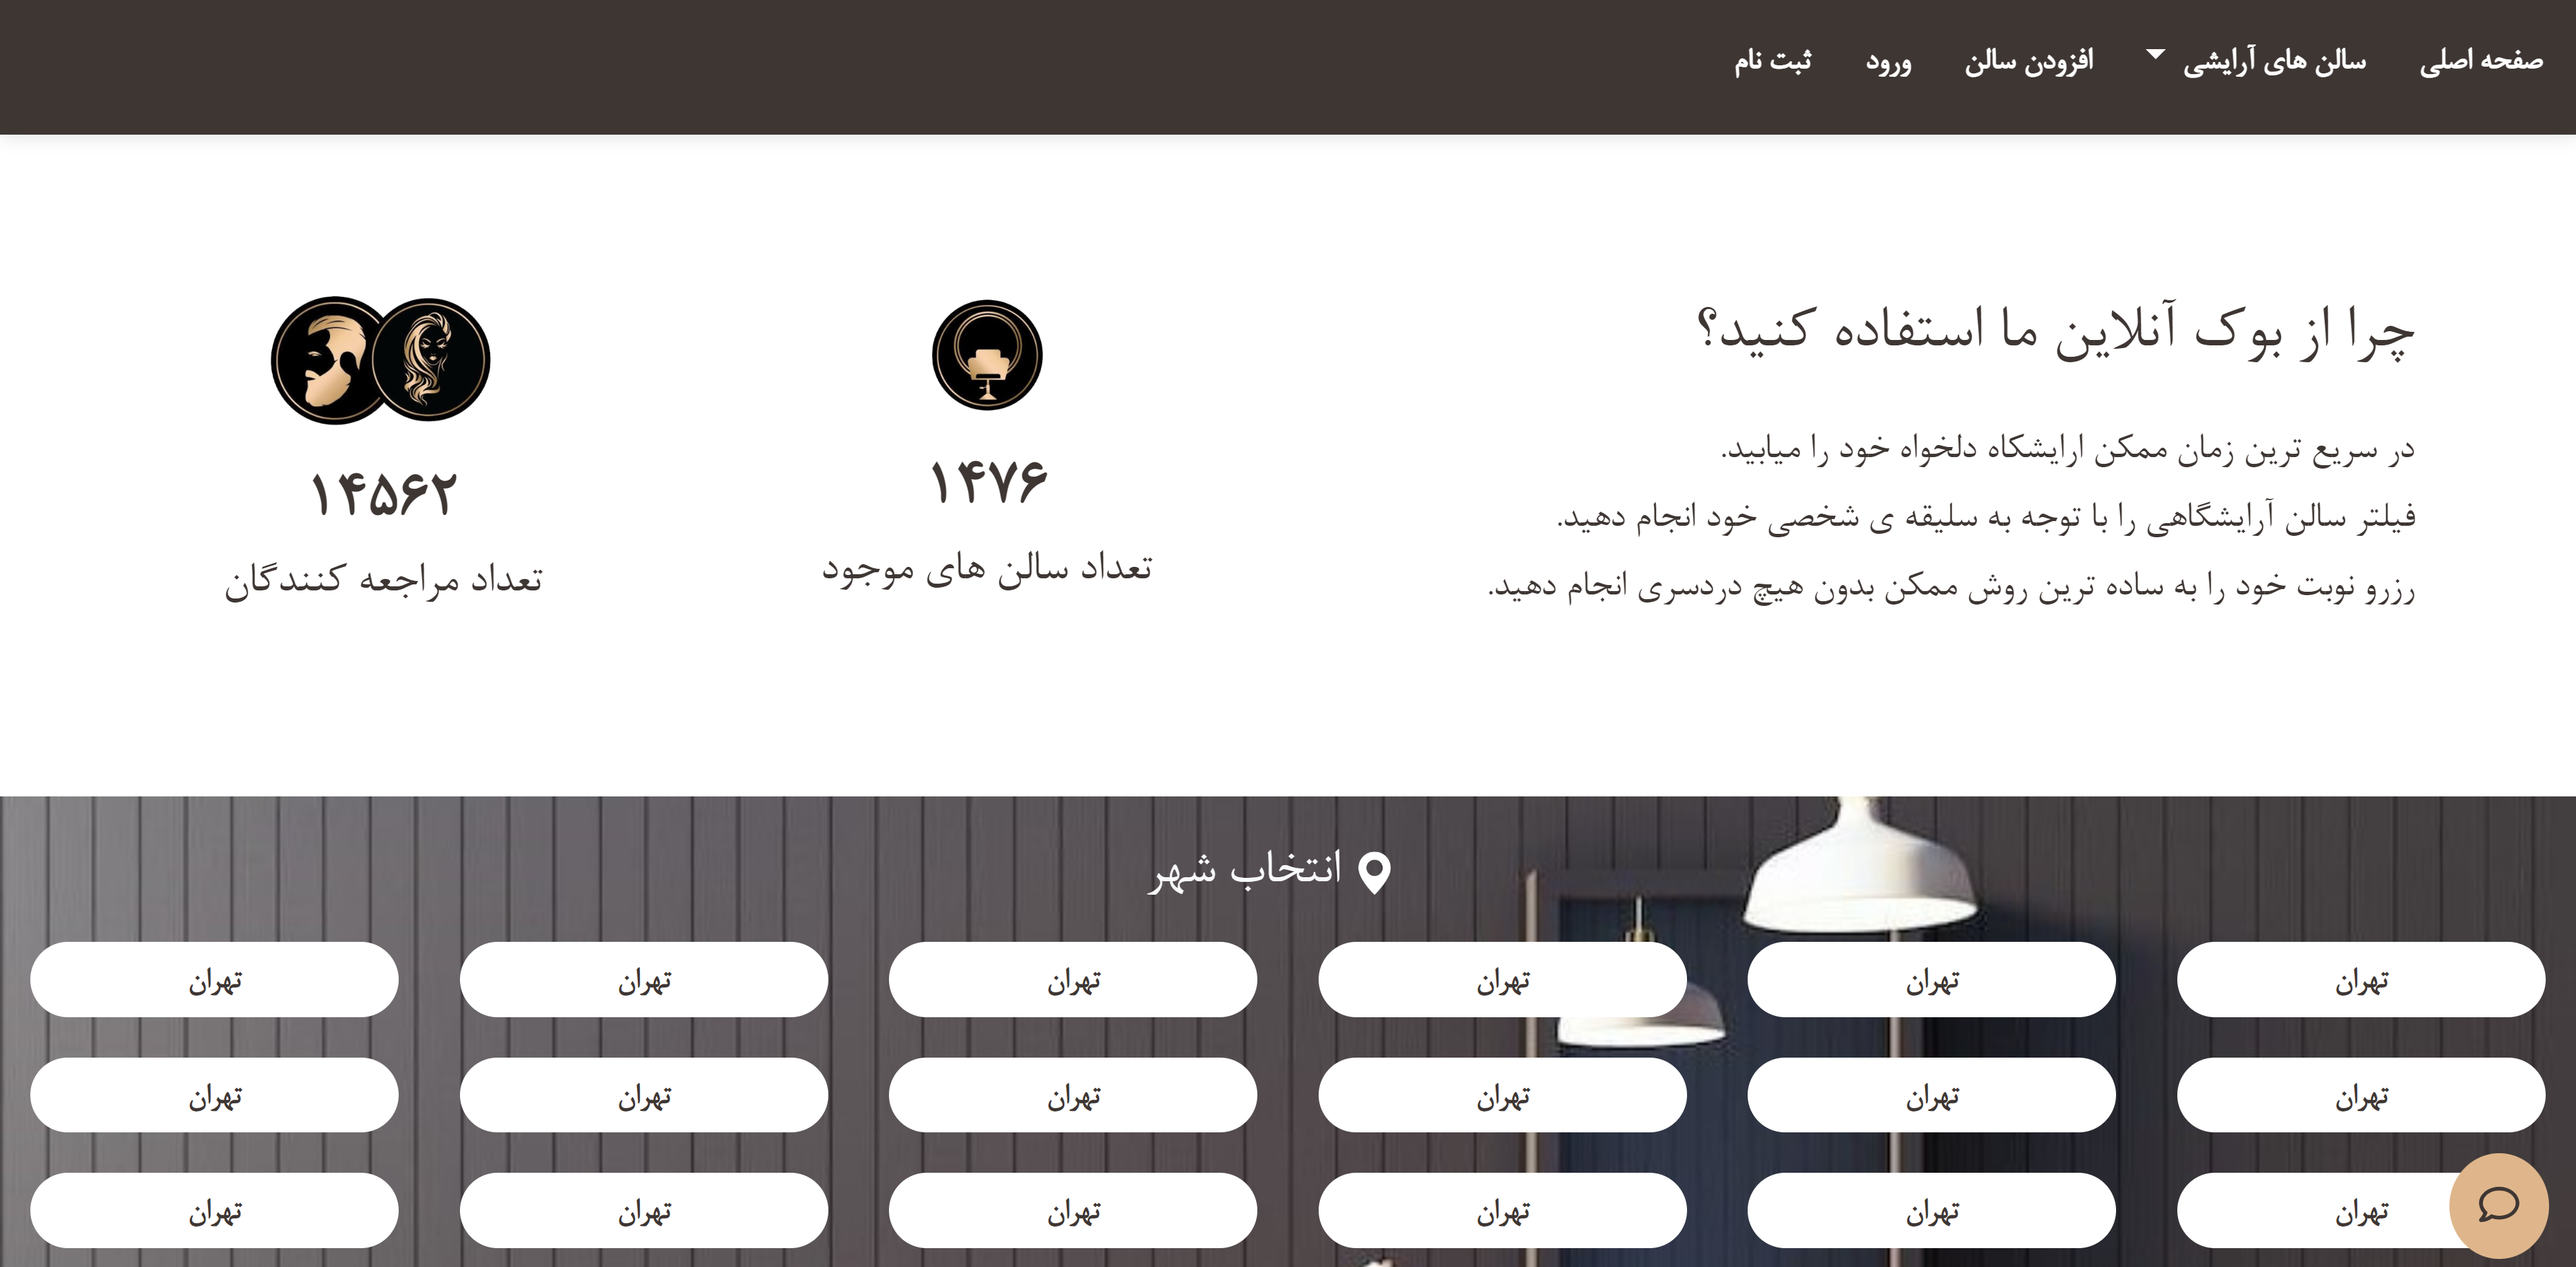 صفحه اصلی
سالن های آرایشی
افزودن سالن
ورود
ثبت نام
چرا از بوک آنلاین ما استفاده کنید؟
در سریع ترین زمان ممکن ارایشکاه دلخواه خود را میابید.
فیلتر سالن آرایشگاهی را با توجه به سلیقه ی شخصی خود انجام دهید.
رزرو نوبت خود را به ساده ترین روش ممکن بدون هیچ دردسری انجام دهید.
۱۴۷۶
تعداد سالن های موجود
۱۴۵۶۲
تعداد مراجعه کنندگان
انتخاب شهر
تهران تهران تهران تهران تهران تهران
تهران تهران تهران تهران تهران تهران
تهران تهران تهران تهران تهران تهران